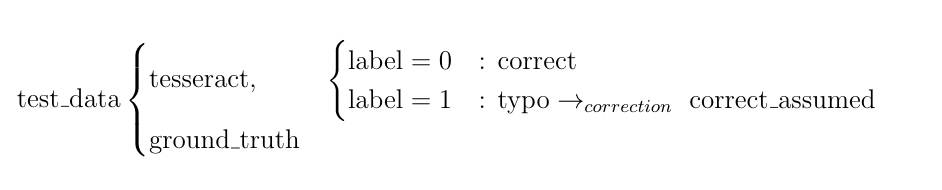 label = 0 : correct
tesseract,
test_data label = 1 : typo →correction correct_assumed
ground_truth